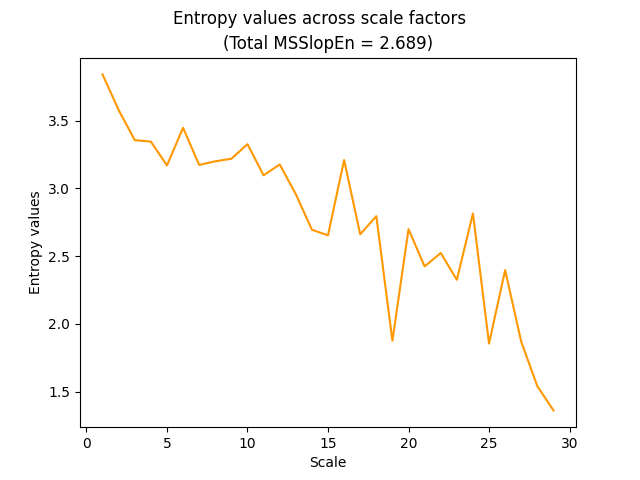 Entropy values across scale factors
(Total MSSlopEn = 2.689)
Entropy values
3.5
3.0
2.5
2.0
1.5
0 5 10 15 20 25 30
Scale